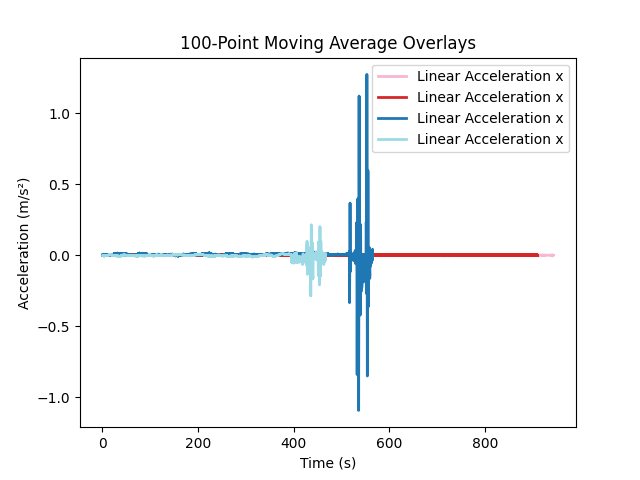 100-Point Moving Average Overlays
Linear Acceleration x
Linear Acceleration x
Linear Acceleration x
Linear Acceleration x
Acceleration (m/s²)
1.0
0.5
0.0
−0.5
−1.0
0 200 400 600 800
Time (s)